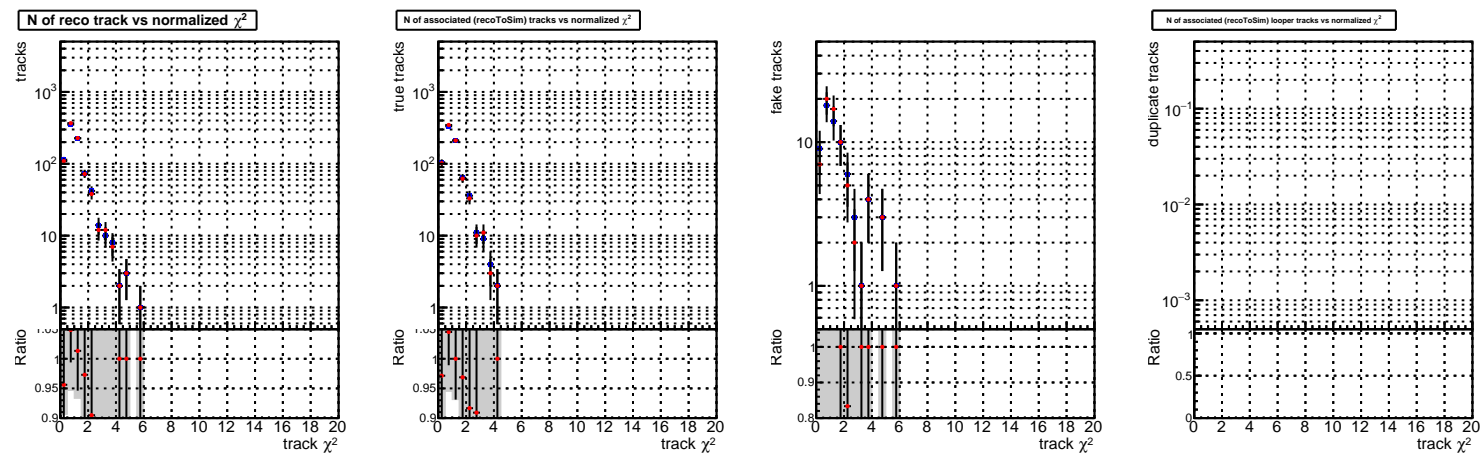 N of reco track vs normalized χ²
tracks
10³
10²
10
1
Ratio
1.05
1
0.95
0.9
0 2 4 6 8 10 12 14 16 18 20
track χ²
N of associated (recoToSim) tracks vs normalized χ²
true tracks
10³
10²
10
1
Ratio
1.05
1
0.95
0.9
0 2 4 6 8 10 12 14 16 18 20
track χ²
fake tracks
10
1
Ratio
1
0.9
0.8
0 2 4 6 8 10 12 14 16 18 20
track χ²
N of associated (recoToSim) looper tracks vs normalized χ²
duplicate tracks
10⁻¹
10⁻²
10⁻³
Ratio
1
0.5
0
0 2 4 6 8 10 12 14 16 18 20
track χ²